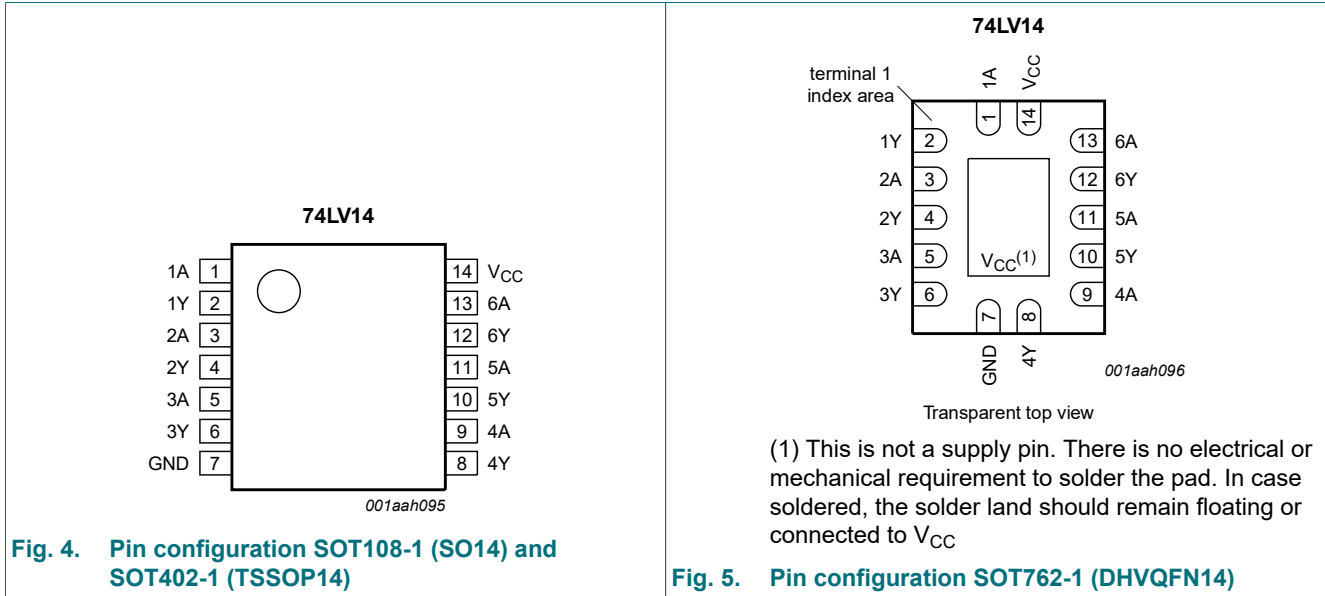 74LV14
1A 1
1Y 2
2A 3
2Y 4
3A 5
3Y 6
GND 7
14 VCC
13 6A
12 6Y
11 5A
10 5Y
9 4A
8 4Y
001aah095
Fig. 4. Pin configuration SOT108-1 (SO14) and
SOT402-1 (TSSOP14)
74LV14
terminal 1
index area
1A
VCC
1
14
1Y 2
2A 3
2Y 4
3A 5
3Y 6
13 6A
12 6Y
11 5A
10 5Y
9 4A
VCC(1)
7
8
GND
4Y
001aah096
Transparent top view
(1) This is not a supply pin. There is no electrical or
mechanical requirement to solder the pad. In case
soldered, the solder land should remain floating or
connected to VCC
Fig. 5. Pin configuration SOT762-1 (DHVQFN14)